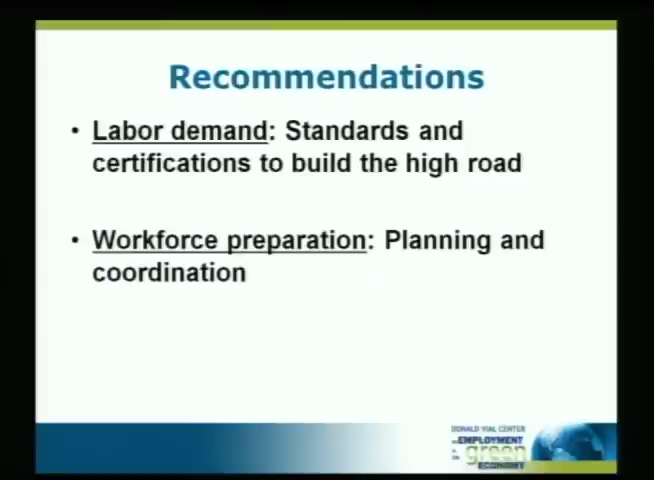 Recommendations
• Labor demand: Standards and
certifications to build the high road
• Workforce preparation: Planning and
coordination
DONALD VIAL CENTER
EMPLOYMENT
green
ECONOMY